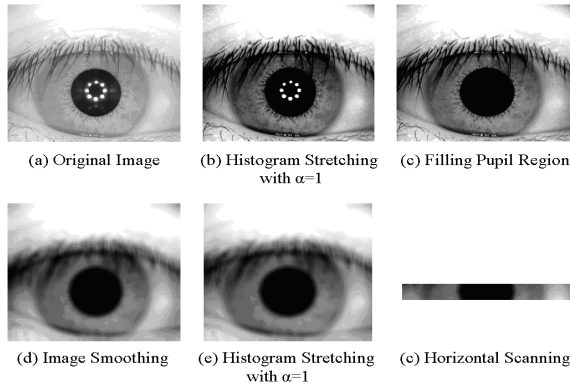 (a) Original Image
(b) Histogram Stretching
with α=1
(c) Filling Pupil Region
(d) Image Smoothing
(e) Histogram Stretching
with α=1
(c) Horizontal Scanning